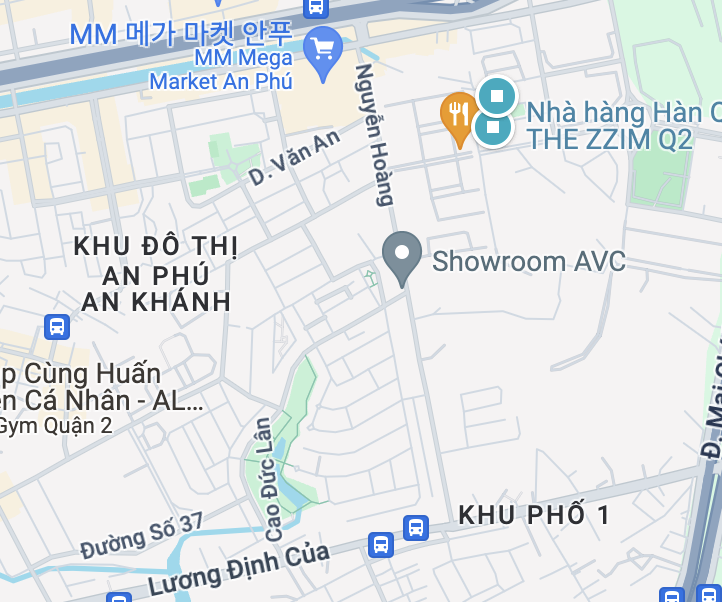 MM 메가 마켓 안푸
MM Mega
Market An Phú
Nguyễn Hoàng
Nhà hàng Hàn
THE ZZIM Q2
D. Văn An
KHU ĐÔ THỊ
AN PHÚ
AN KHÁNH
Showroom AVC
p Cùng Huấn
Cá Nhân - AL...
Gym Quận 2
Cao Đức Lân
KHU PHỐ 1
Đường Số 37
Lương Định Của